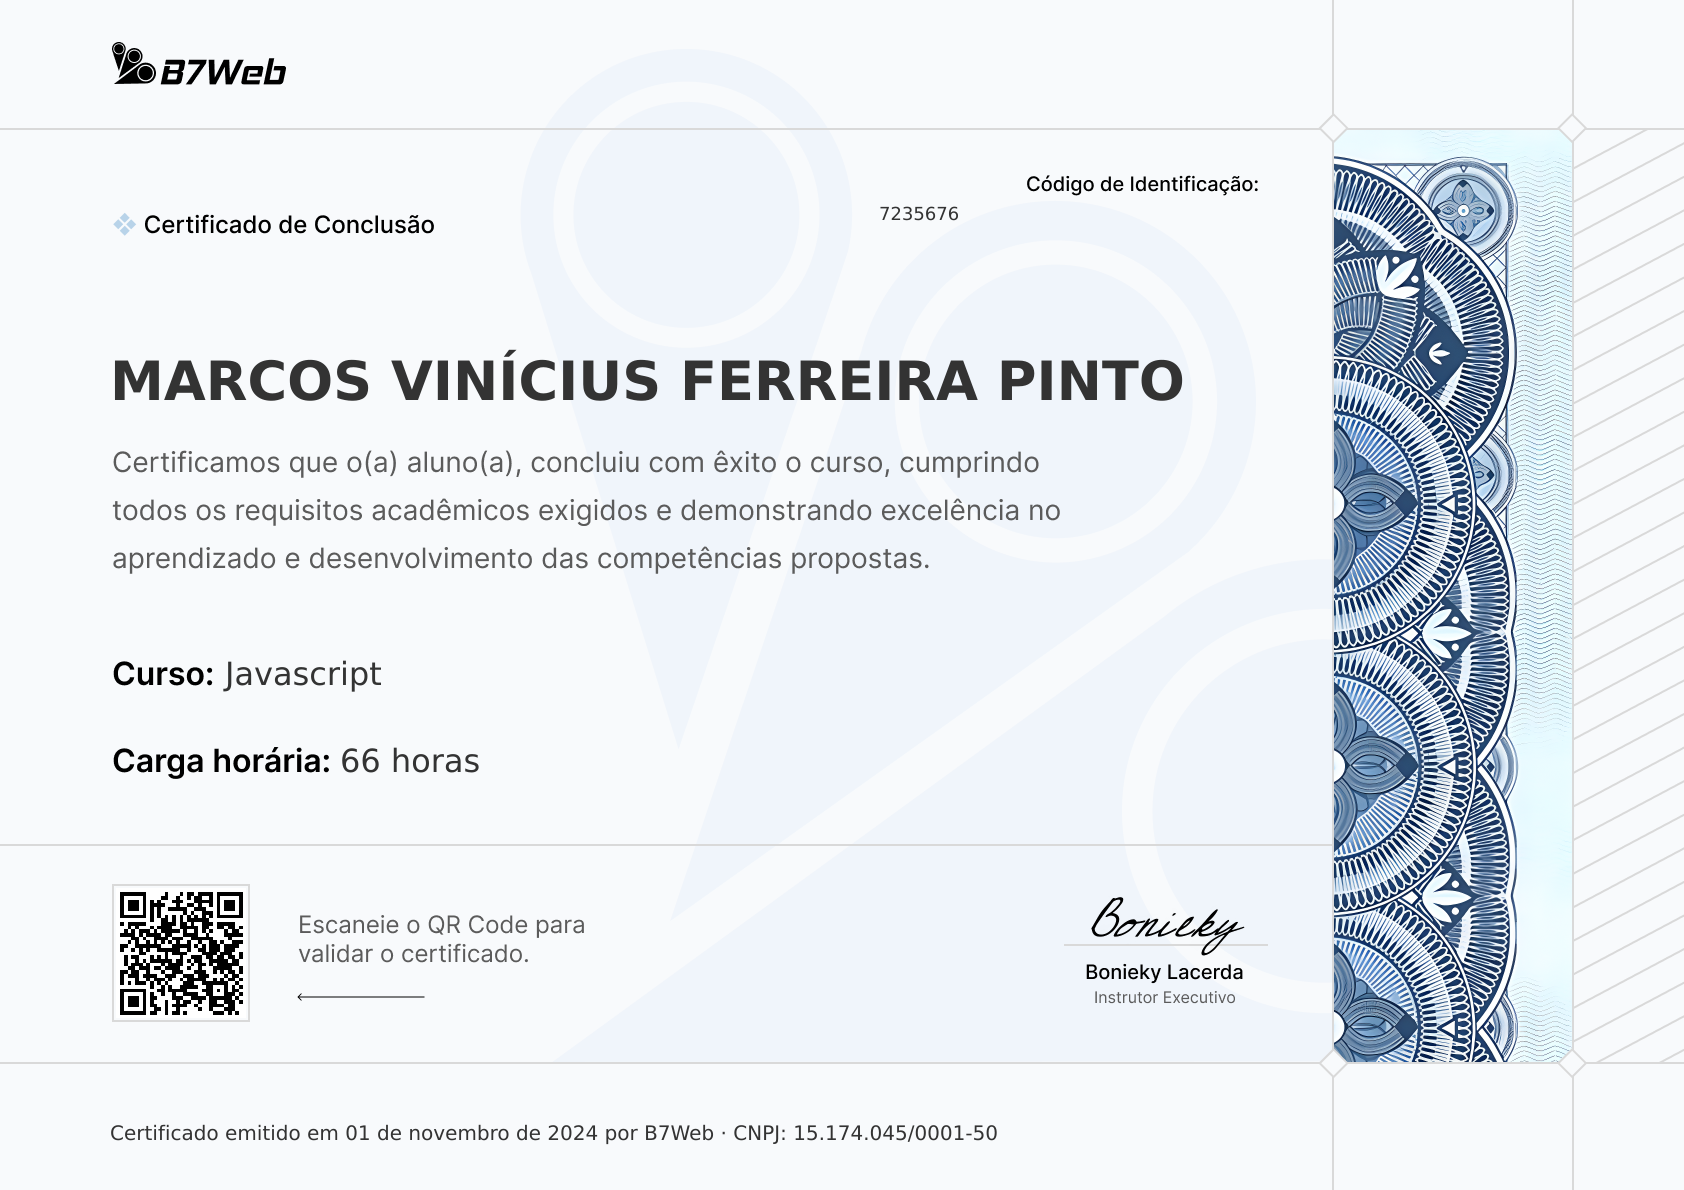 B7Web
Código de Identificação:
7235676
Certificado de Conclusão
MARCOS VINÍCIUS FERREIRA PINTO
Certificamos que o(a) aluno(a), concluiu com êxito o curso, cumprindo
todos os requisitos acadêmicos exigidos e demonstrando excelência no
aprendizado e desenvolvimento das competências propostas.
Curso: Javascript
Carga horária: 66 horas
Escaneie o QR Code para
validar o certificado.
Bonieky
Bonieky Lacerda
Instrutor Executivo
Certificado emitido em 01 de novembro de 2024 por B7Web · CNPJ: 15.174.045/0001-50